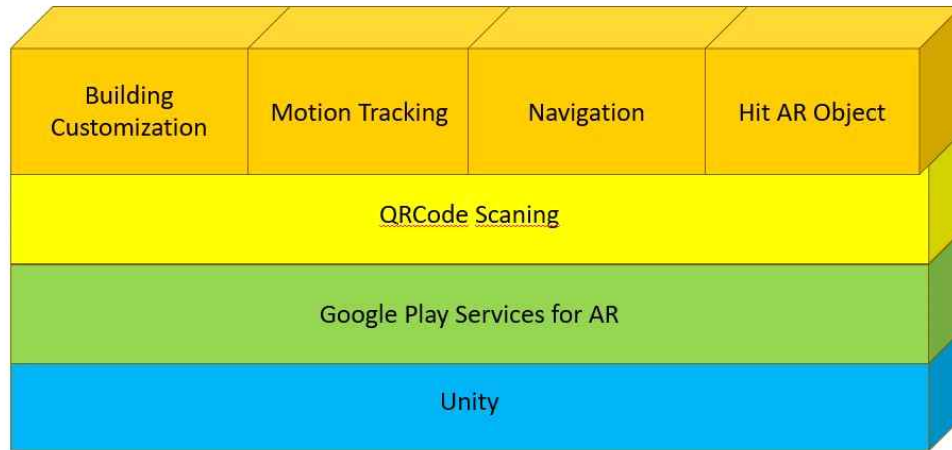 Building
Customization
Motion Tracking
Navigation
Hit AR Object
QRCode Scaning
Google Play Services for AR
Unity